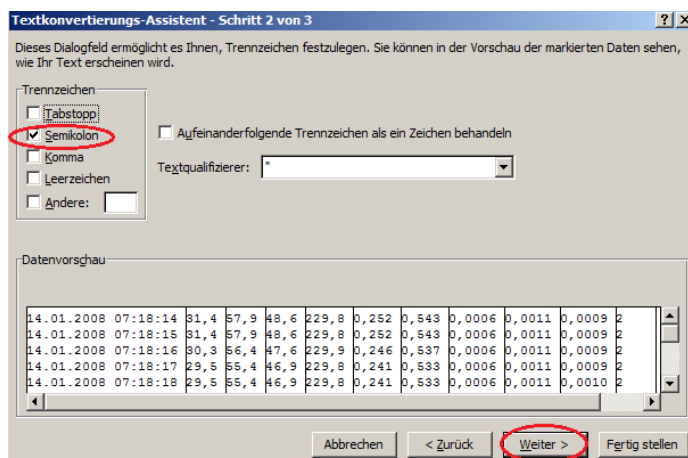 Textkonvertierungs-Assistent - Schritt 2 von 3
Dieses Dialogfeld ermöglicht es Ihnen, Trennzeichen festzulegen. Sie können in der Vorschau der markierten Daten sehen,
wie Ihr Text erscheinen wird.
Trennzeichen
Tabstopp
Semikolon
Komma
Leerzeichen
Andere:
Aufeinanderfolgende Trennzeichen als ein Zeichen behandeln
Textqualifizierer: "
Datenvorschau
14.01.2008 07:18:14 31,4 57,9 48,6 229,8 0,252 0,543 0,0006 0,0011 0,0009 2
14.01.2008 07:18:15 31,4 57,9 48,6 229,8 0,252 0,543 0,0006 0,0011 0,0009 2
14.01.2008 07:18:16 30,3 56,4 47,6 229,9 0,246 0,537 0,0006 0,0011 0,0009 2
14.01.2008 07:18:17 29,5 55,4 46,9 229,8 0,241 0,533 0,0006 0,0011 0,0009 2
14.01.2008 07:18:18 29,5 55,4 46,9 229,8 0,241 0,533 0,0006 0,0011 0,0010 2
Abbrechen < Zurück Weiter > Fertig stellen